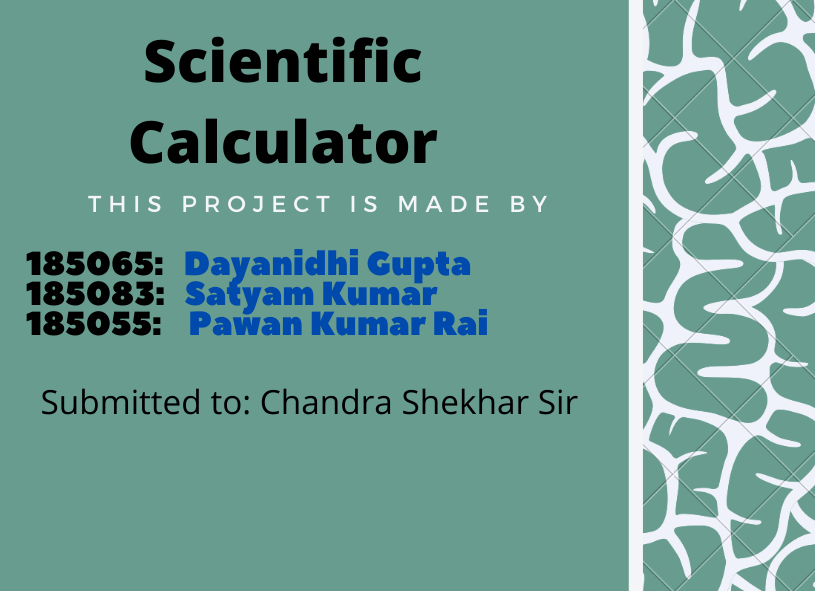 Scientific
Calculator
THIS PROJECT IS MADE BY
185065: Dayanidhi Gupta
185083: Satyam Kumar
185055: Pawan Kumar Rai
Submitted to: Chandra Shekhar Sir